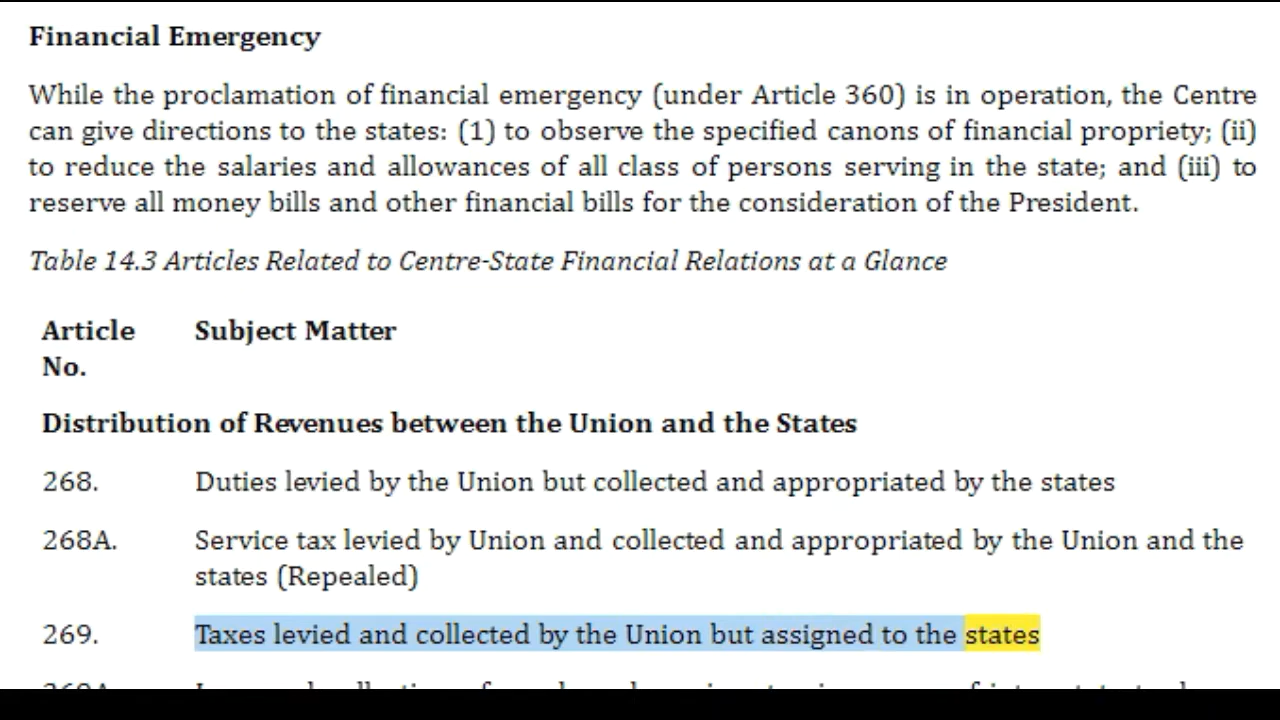 Financial Emergency
While the proclamation of financial emergency (under Article 360) is in operation, the Centre
can give directions to the states: (1) to observe the specified canons of financial propriety; (ii)
to reduce the salaries and allowances of all class of persons serving in the state; and (iii) to
reserve all money bills and other financial bills for the consideration of the President.
Table 14.3 Articles Related to Centre-State Financial Relations at a Glance
Article Subject Matter
No.
Distribution of Revenues between the Union and the States
268. Duties levied by the Union but collected and appropriated by the states
268A. Service tax levied by Union and collected and appropriated by the Union and the
states (Repealed)
269. Taxes levied and collected by the Union but assigned to the states